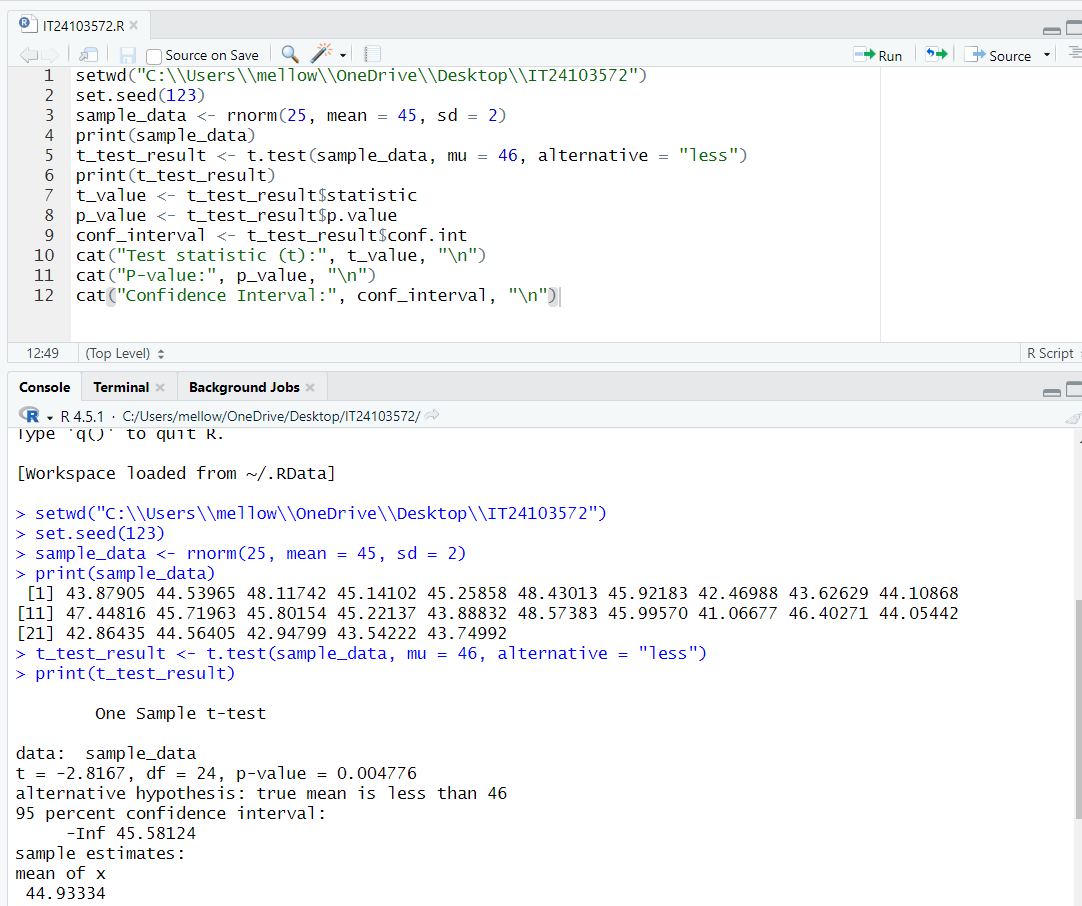 IT24103572.R
Source on Save
Run
Source
1 setwd("C:\\Users\\mellow\\OneDrive\\Desktop\\IT24103572")
2 set.seed(123)
3 sample_data <- rnorm(25, mean = 45, sd = 2)
4 print(sample_data)
5 t_test_result <- t.test(sample_data, mu = 46, alternative = "less")
6 print(t_test_result)
7 t_value <- t_test_result$statistic
8 p_value <- t_test_result$p.value
9 conf_interval <- t_test_result$conf.int
10 cat("Test statistic (t):", t_value, "\n")
11 cat("P-value:", p_value, "\n")
12 cat("Confidence Interval:", conf_interval, "\n")
12:49 (Top Level) R Script
Console Terminal Background Jobs
R R 4.5.1 · C:/Users/mellow/OneDrive/Desktop/IT24103572/
Type 'q()' to quit R.
[Workspace loaded from ~/.RData]
> setwd("C:\\Users\\mellow\\OneDrive\\Desktop\\IT24103572")
> set.seed(123)
> sample_data <- rnorm(25, mean = 45, sd = 2)
> print(sample_data)
[1] 43.87905 44.53965 48.11742 45.14102 45.25858 48.43013 45.92183 42.46988 43.62629 44.10868
[11] 47.44816 45.71963 45.80154 45.22137 43.88832 48.57383 45.99570 41.06677 46.40271 44.05442
[21] 42.86435 44.56405 42.94799 43.54222 43.74992
> t_test_result <- t.test(sample_data, mu = 46, alternative = "less")
> print(t_test_result)
One Sample t-test
data: sample_data
t = -2.8167, df = 24, p-value = 0.004776
alternative hypothesis: true mean is less than 46
95 percent confidence interval:
-Inf 45.58124
sample estimates:
mean of x
44.93334